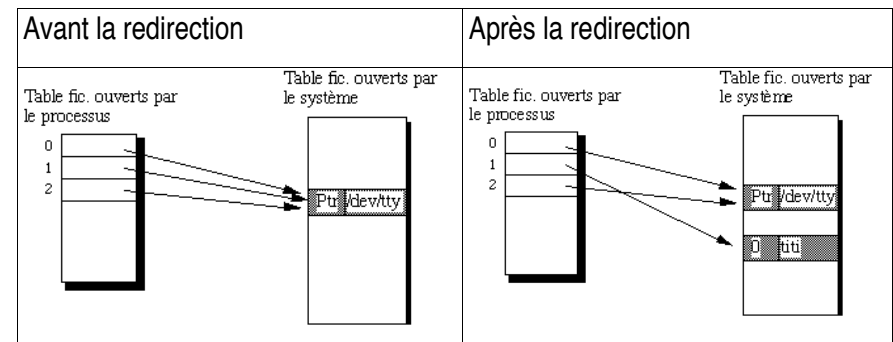 Avant la redirection
Table fic. ouverts par
le processus
Table fic. ouverts par
le système
0
1
2
Ptr /dev/tty
Après la redirection
Table fic. ouverts par
le processus
Table fic. ouverts par
le système
0
1
2
Ptr /dev/tty
0 titi